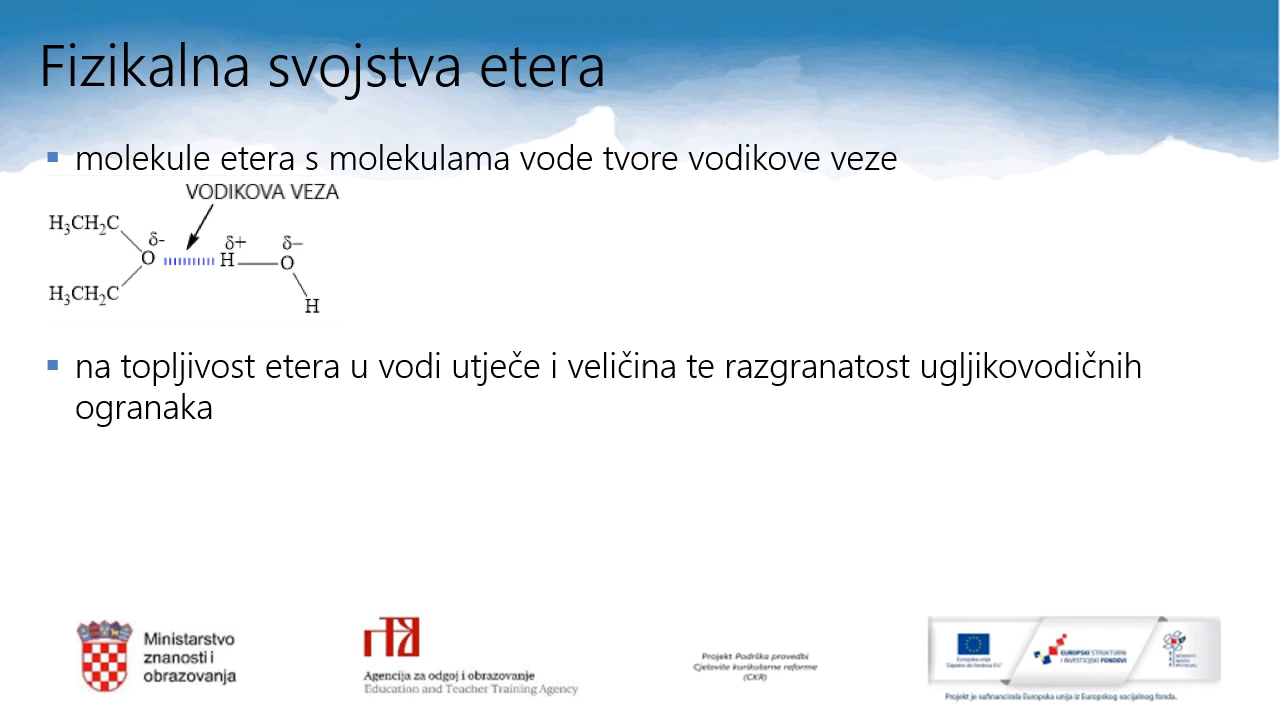 Fizikalna svojstva etera
molekule etera s molekulama vode tvore vodikove veze
VODIKOVA VEZA
H₃CH₂C
δ-
δ+
δ–
O
H
O
H₃CH₂C
H
na topljivost etera u vodi utječe i veličina te razgranatost ugljikovodičnih
ogranaka
Ministarstvo
znanosti i
obrazovanja
Agencija za odgoj i obrazovanje
Education and Teacher Training Agency
Projekt Podrška provedbi
Cjelovite kurikularne reforme
(CKR)
Europska unija
EUROPSKI STRUKTURNI
I INVESTICIJSKI FONDOVI
Projekt je sufinancirala Europska unija iz Europskog socijalnog fonda.